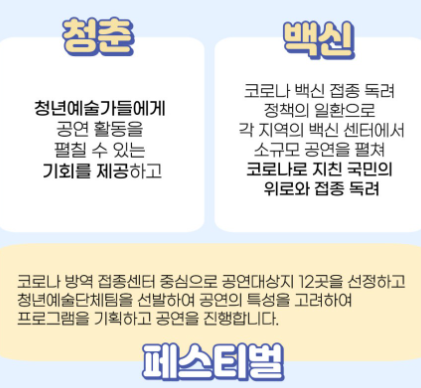 청춘
청년예술가들에게
공연 활동을
펼칠 수 있는
기회를 제공하고
백신
코로나 백신 접종 독려
정책의 일환으로
각 지역의 백신 센터에서
소규모 공연을 펼쳐
코로나로 지친 국민의
위로와 접종 독려
코로나 방역 접종센터 중심으로 공연대상지 12곳을 선정하고
청년예술단체팀을 선발하여 공연의 특성을 고려하여
프로그램을 기획하고 공연을 진행합니다.
페스티벌